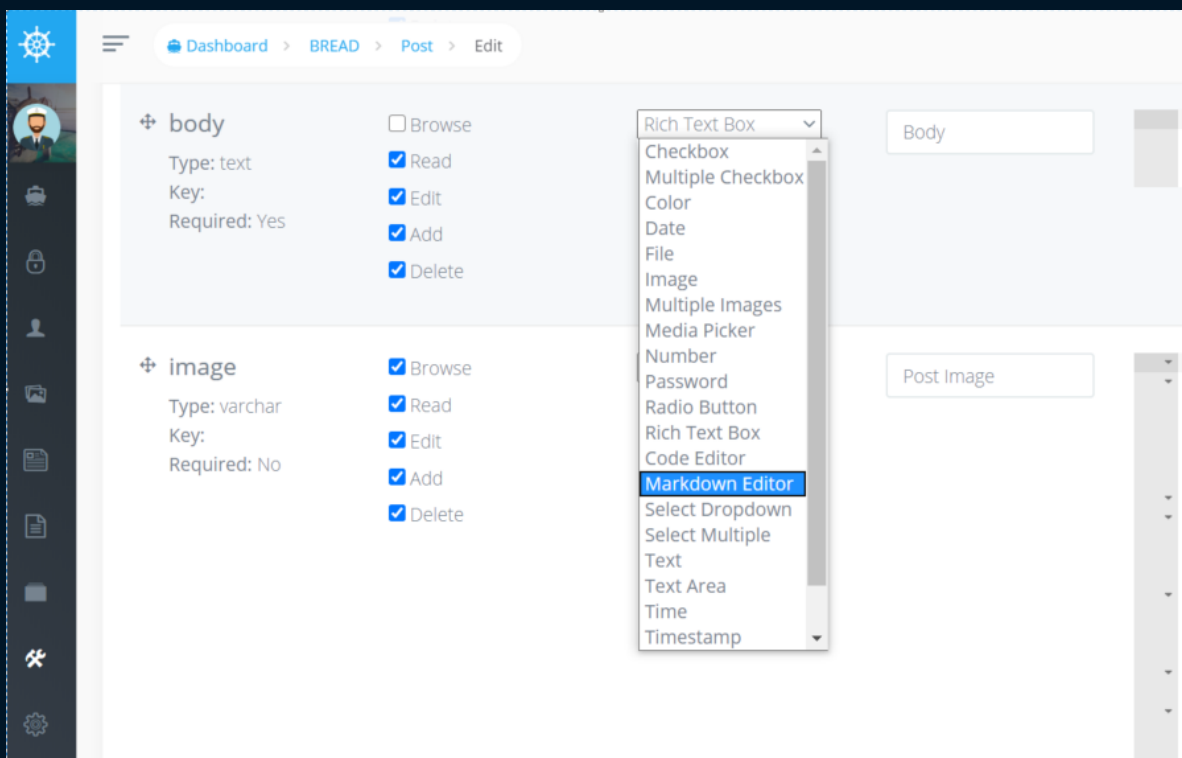 Dashboard > BREAD > Post > Edit
body
Type: text
Key:
Required: Yes
Browse
Read
Edit
Add
Delete
Rich Text Box
Checkbox
Multiple Checkbox
Color
Date
File
Image
Multiple Images
Media Picker
Number
Password
Radio Button
Rich Text Box
Code Editor
Markdown Editor
Select Dropdown
Select Multiple
Text
Text Area
Time
Timestamp
Body
image
Type: varchar
Key:
Required: No
Browse
Read
Edit
Add
Delete
Post Image